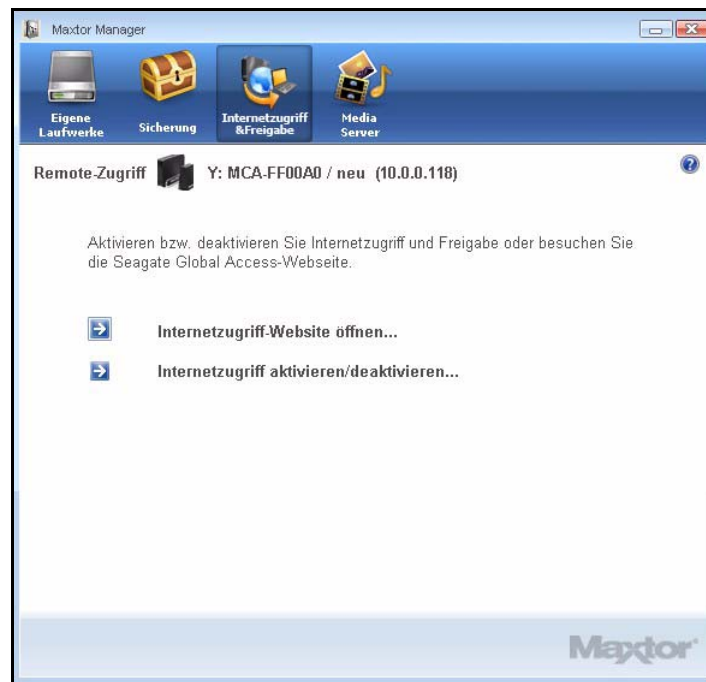 Maxtor Manager
Eigene
Laufwerke
Sicherung
Internetzugriff
&Freigabe
Media
Server
Remote-Zugriff Y: MCA-FF00A0 / neu (10.0.0.118)
?
Aktivieren bzw. deaktivieren Sie Internetzugriff und Freigabe oder besuchen Sie
die Seagate Global Access-Webseite.
Internetzugriff-Website öffnen...
Internetzugriff aktivieren/deaktivieren...
Maxtor